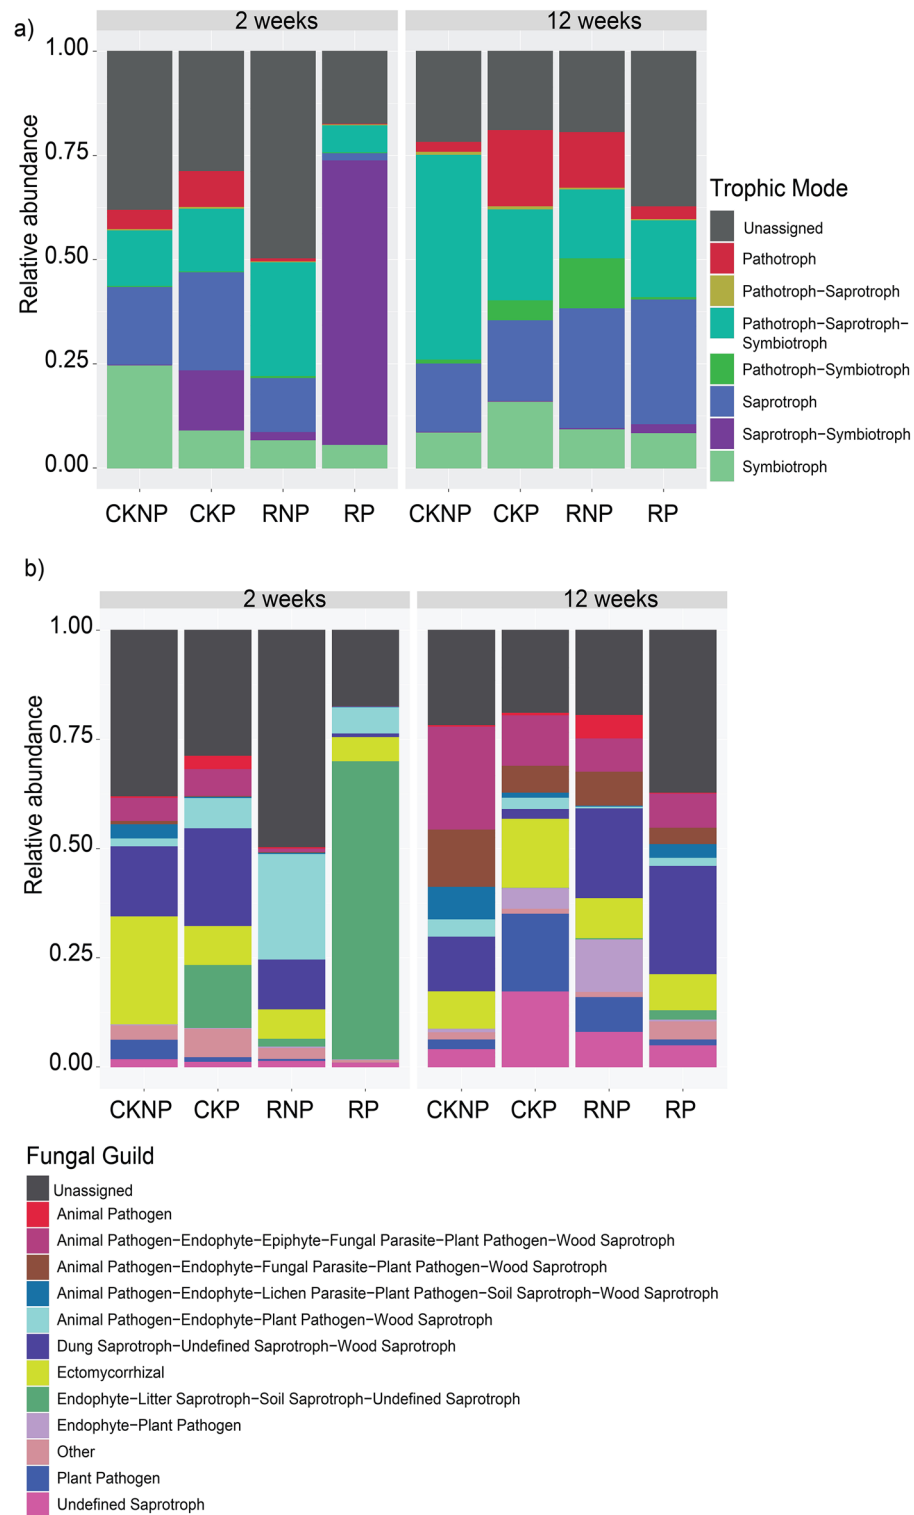 a)
2 weeks
12 weeks
Relative abundance
1.00
0.75
0.50
0.25
0.00
CKNP
CKP
RNP
RP
CKNP
CKP
RNP
RP
Trophic Mode
Unassigned
Pathotroph
Pathotroph−Saprotroph
Pathotroph−Saprotroph−
Symbiotroph
Pathotroph−Symbiotroph
Saprotroph
Saprotroph−Symbiotroph
Symbiotroph
b)
2 weeks
12 weeks
Relative abundance
1.00
0.75
0.50
0.25
0.00
CKNP
CKP
RNP
RP
CKNP
CKP
RNP
RP
Fungal Guild
Unassigned
Animal Pathogen
Animal Pathogen−Endophyte−Epiphyte−Fungal Parasite−Plant Pathogen−Wood Saprotroph
Animal Pathogen−Endophyte−Fungal Parasite−Plant Pathogen−Wood Saprotroph
Animal Pathogen−Endophyte−Lichen Parasite−Plant Pathogen−Soil Saprotroph−Wood Saprotroph
Animal Pathogen−Endophyte−Plant Pathogen−Wood Saprotroph
Dung Saprotroph−Undefined Saprotroph−Wood Saprotroph
Ectomycorrhizal
Endophyte−Litter Saprotroph−Soil Saprotroph−Undefined Saprotroph
Endophyte−Plant Pathogen
Other
Plant Pathogen
Undefined Saprotroph